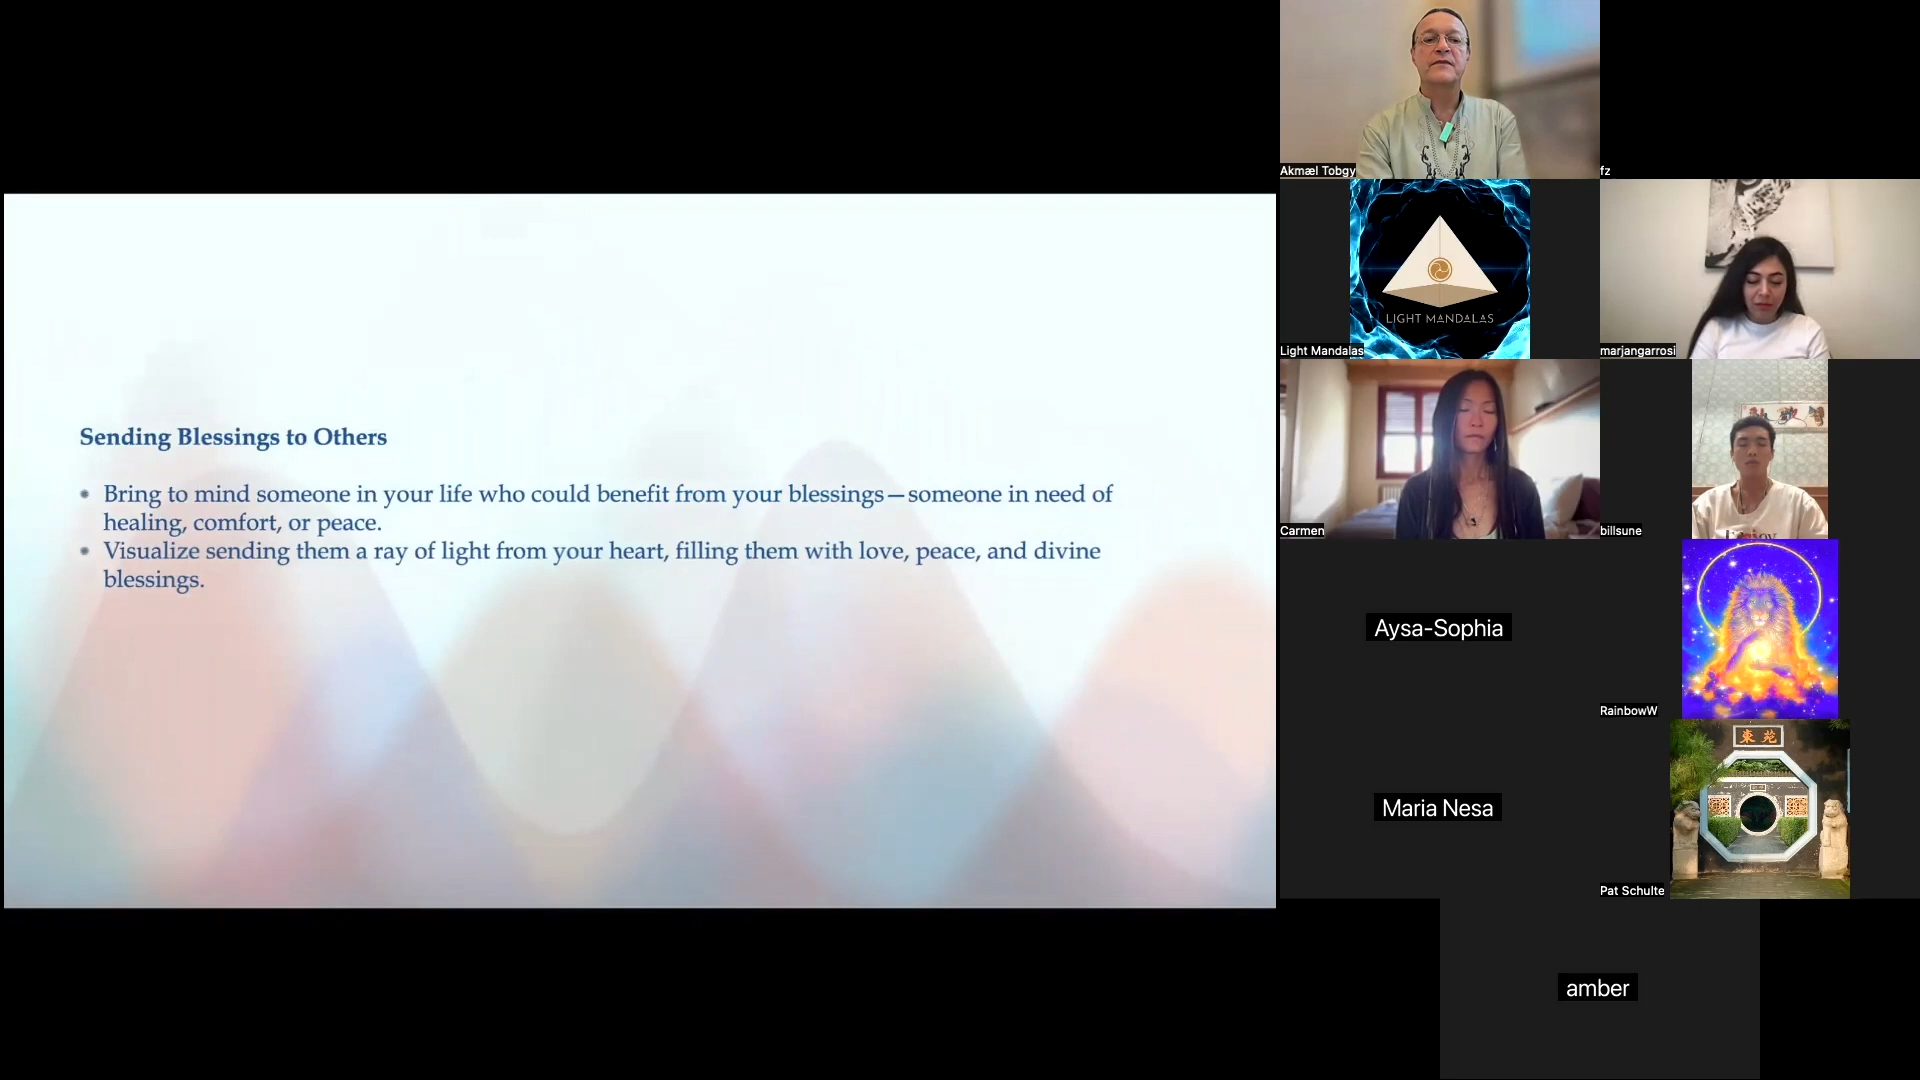 Sending Blessings to Others
• Bring to mind someone in your life who could benefit from your blessings—someone in need of
healing, comfort, or peace.
• Visualize sending them a ray of light from your heart, filling them with love, peace, and divine
blessings.
Akmæl Tobgy
fz
LIGHT MANDALAS
Light Mandalas
marjangarrosi
Carmen
Enjoy
billsune
Aysa-Sophia
RainbowW
東苑
Maria Nesa
Pat Schulte
amber